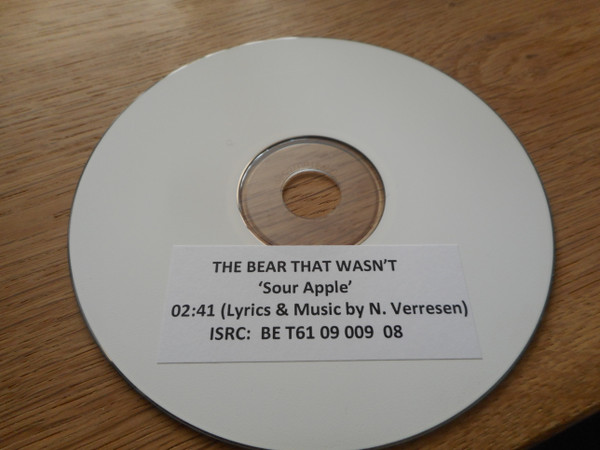 THE BEAR THAT WASN'T
‘Sour Apple’
02:41 (Lyrics & Music by N. Verresen)
ISRC: BE T61 09 009 08